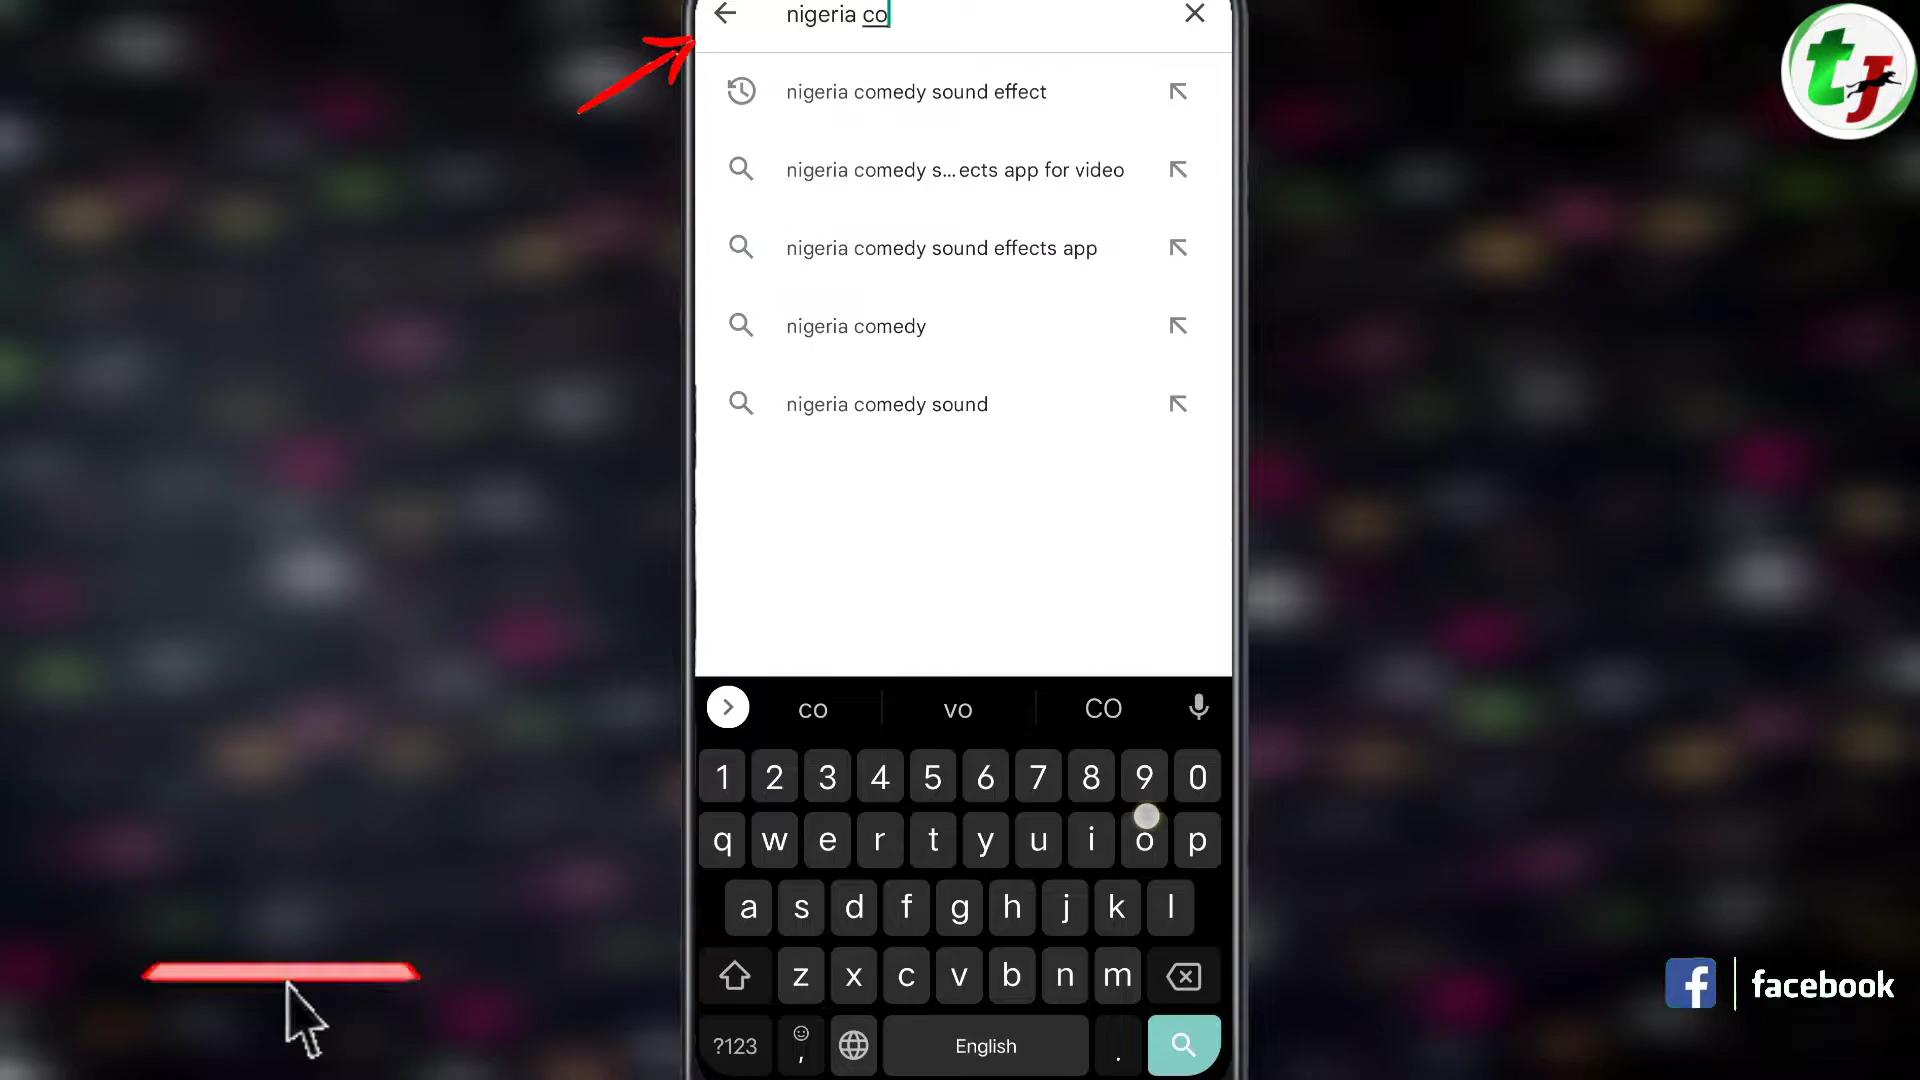 nigeria co
nigeria comedy sound effect
nigeria comedy s... ects app for video
nigeria comedy sound effects app
nigeria comedy
nigeria comedy sound
co vo CO
1 2 3 4 5 6 7 8 9 0
q w e r t y u i o p
a s d f g h j k l
z x c v b n m
?123 , English .
tJ
f facebook